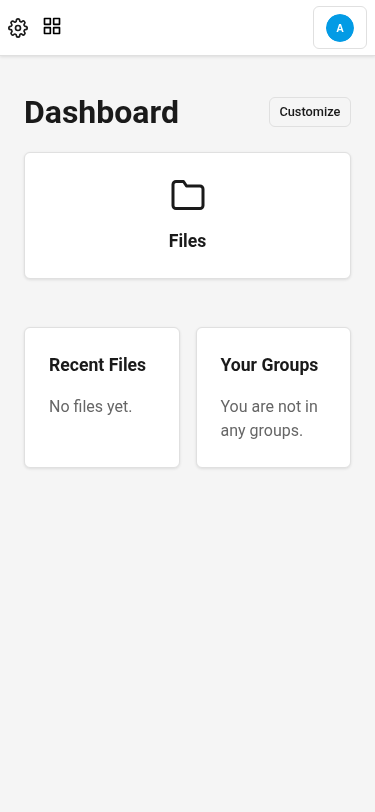 A
Dashboard
Customize
Files
Recent Files
No files yet.
Your Groups
You are not in
any groups.